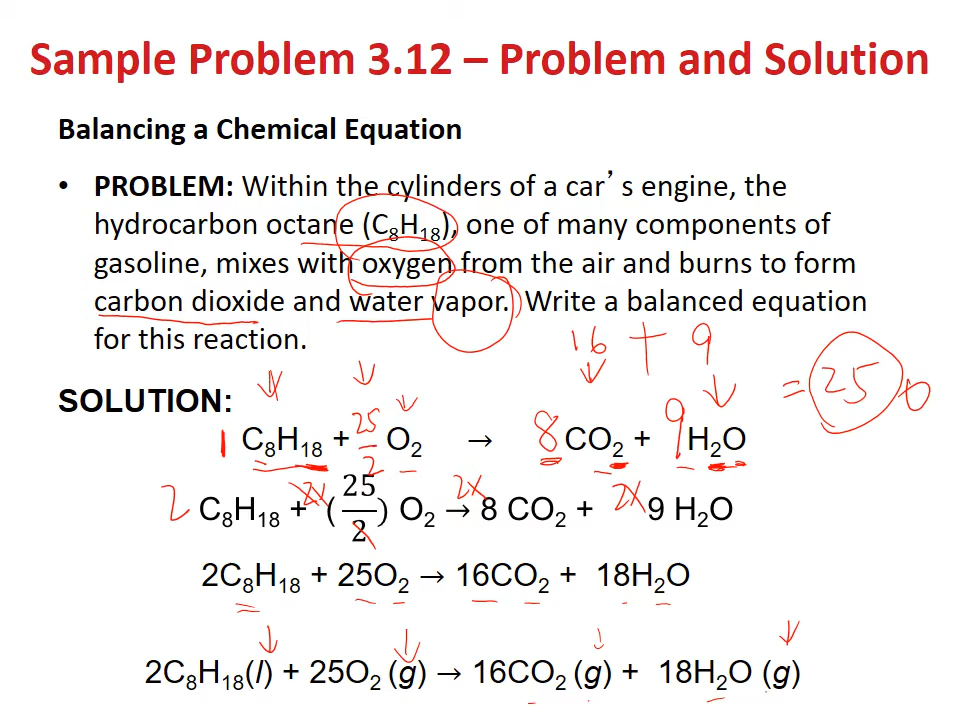 Sample Problem 3.12 – Problem and Solution
Balancing a Chemical Equation
• PROBLEM: Within the cylinders of a car's engine, the
hydrocarbon octane (C₈H₁₈), one of many components of
gasoline, mixes with oxygen from the air and burns to form
carbon dioxide and water vapor. Write a balanced equation
for this reaction.
16 + 9 = 25 O
SOLUTION:
1 C₈H₁₈ + 25/2 O₂ → 8 CO₂ + 9 H₂O
2 C₈H₁₈ + 2x (25/2) O₂ → 2x 8 CO₂ + 2x 9 H₂O
2C₈H₁₈ + 25O₂ → 16CO₂ + 18H₂O
2C₈H₁₈(l) + 25O₂ (g) → 16CO₂ (g) + 18H₂O (g)